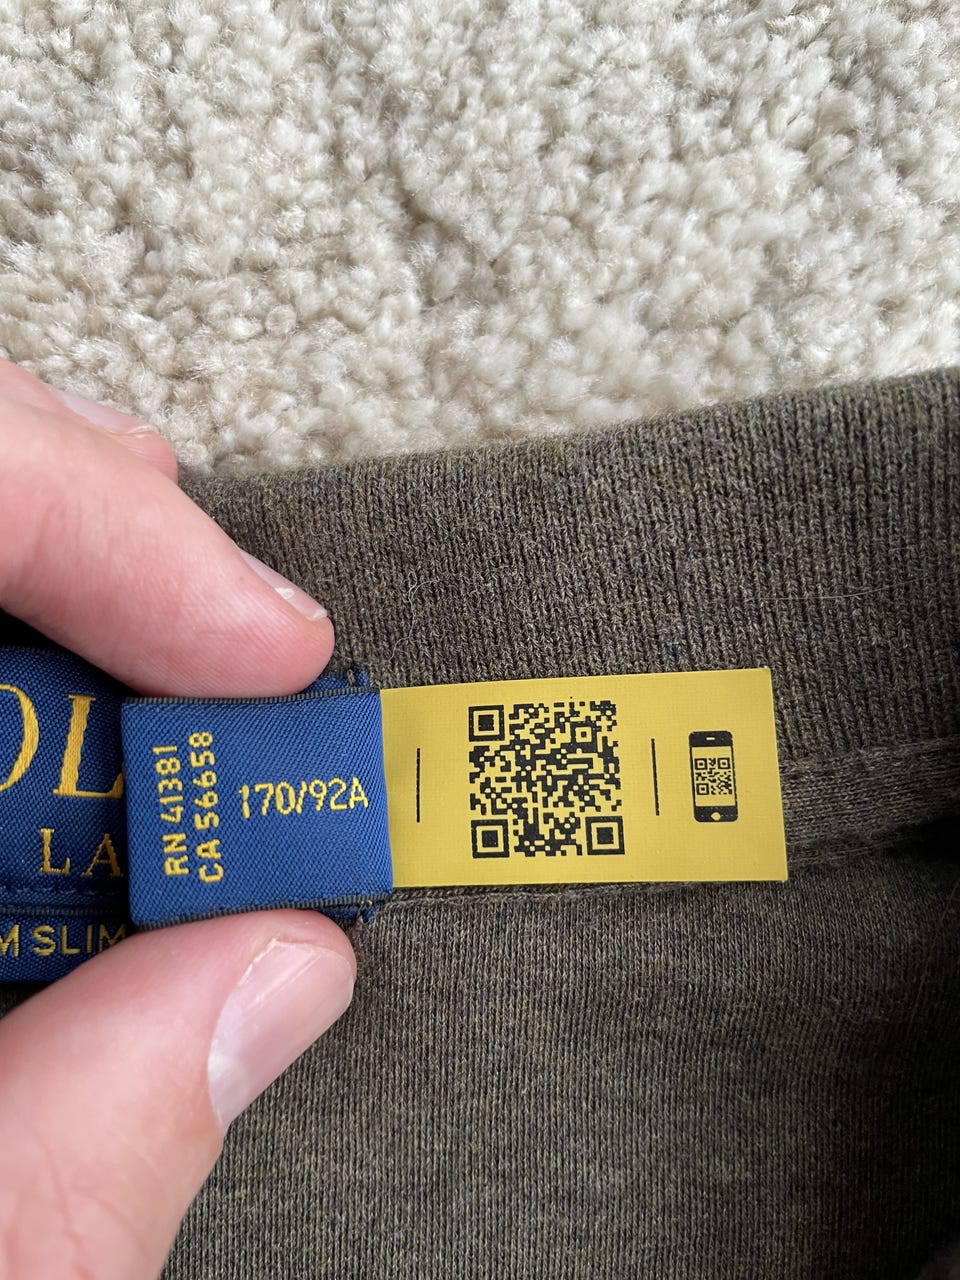 OL
LA
M SLIM
RN 41381
CA 56658
170/92A